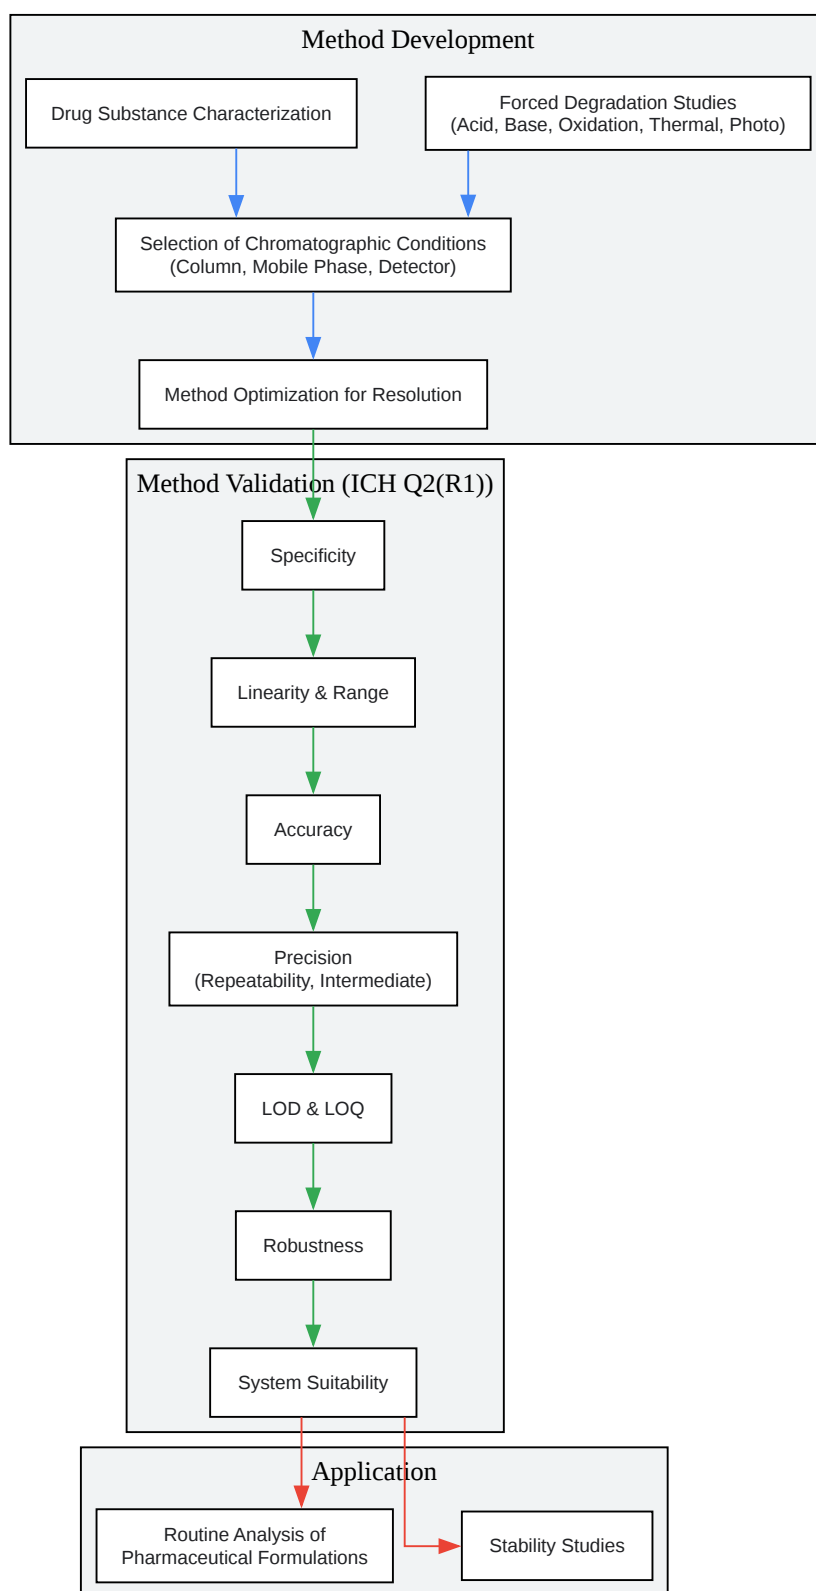 Method Development
Drug Substance Characterization
Forced Degradation Studies
(Acid, Base, Oxidation, Thermal, Photo)
Selection of Chromatographic Conditions
(Column, Mobile Phase, Detector)
Method Optimization for Resolution
Method Validation (ICH Q2(R1))
Specificity
Linearity & Range
Accuracy
Precision
(Repeatability, Intermediate)
LOD & LOQ
Robustness
System Suitability
Application
Routine Analysis of
Pharmaceutical Formulations
Stability Studies